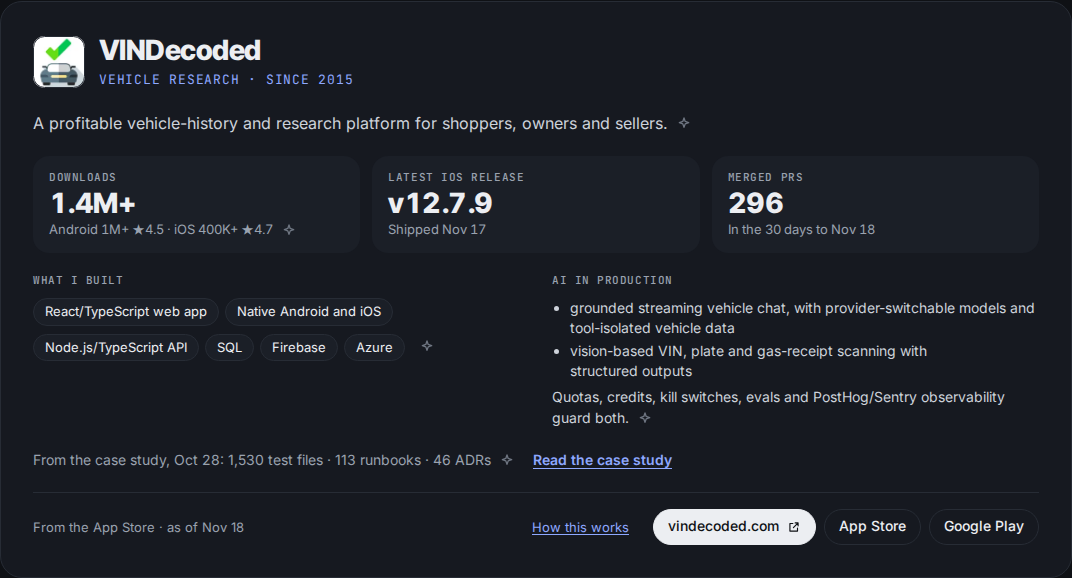 VINDecoded
VEHICLE RESEARCH · SINCE 2015
A profitable vehicle-history and research platform for shoppers, owners and sellers.
DOWNLOADS
1.4M+
Android 1M+ ★4.5 · iOS 400K+ ★4.7
LATEST IOS RELEASE
v12.7.9
Shipped Nov 17
MERGED PRS
296
In the 30 days to Nov 18
WHAT I BUILT
React/TypeScript web app
Native Android and iOS
Node.js/TypeScript API
SQL
Firebase
Azure
AI IN PRODUCTION
• grounded streaming vehicle chat, with provider-switchable models and
tool-isolated vehicle data
• vision-based VIN, plate and gas-receipt scanning with
structured outputs
Quotas, credits, kill switches, evals and PostHog/Sentry observability
guard both.
From the case study, Oct 28: 1,530 test files · 113 runbooks · 46 ADRs
Read the case study
From the App Store · as of Nov 18
How this works
vindecoded.com
App Store
Google Play